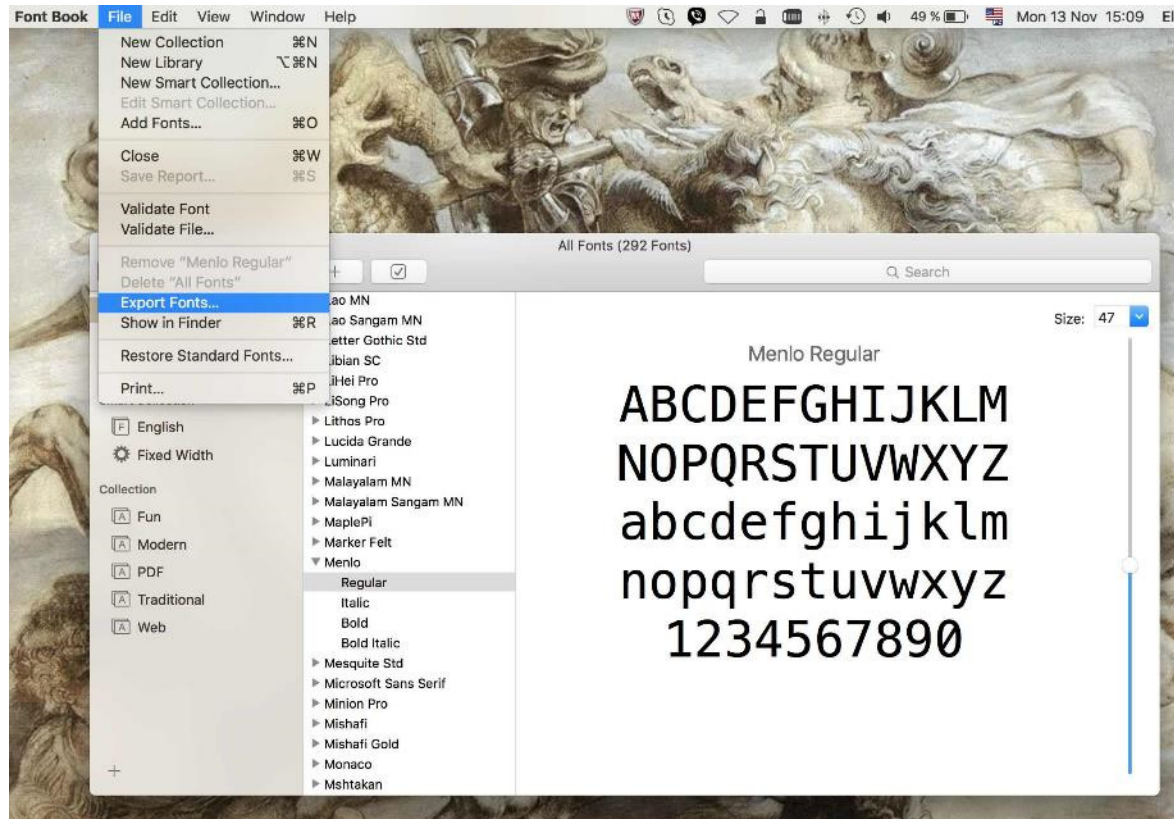 Font Book File Edit View Window Help 49 % Mon 13 Nov 15:09 El
New Collection ⌘N
New Library ⌥⌘N
New Smart Collection...
Edit Smart Collection...
Add Fonts... ⌘O
Close ⌘W
Save Report... ⌘S
Validate Font
Validate File...
Remove “Menlo Regular”
Delete “All Fonts”
Export Fonts...
Show in Finder ⌘R
Restore Standard Fonts...
Print... ⌘P
All Fonts (292 Fonts)
Search
English
Fixed Width
Collection
Fun
Modern
PDF
Traditional
Web
ao MN
ao Sangam MN
etter Gothic Std
ibian SC
iHei Pro
iSong Pro
Lithos Pro
Lucida Grande
Luminari
Malayalam MN
Malayalam Sangam MN
MaplePi
Marker Felt
Menlo
Regular
Italic
Bold
Bold Italic
Mesquite Std
Microsoft Sans Serif
Minion Pro
Mishafi
Mishafi Gold
Monaco
Mshtakan
Size: 47
Menlo Regular
ABCDEFGHIJKLM
NOPQRSTUVWXYZ
abcdefghijklm
nopqrstuvwxyz
1234567890